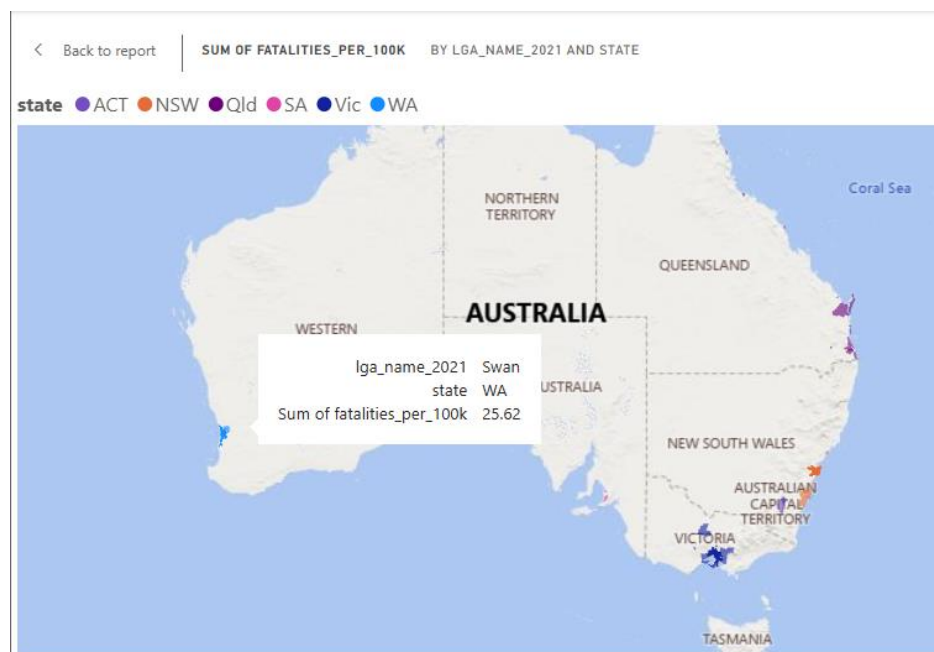 Back to report SUM OF FATALITIES_PER_100K BY LGA_NAME_2021 AND STATE
state ACT NSW Qld SA Vic WA
Coral Sea
NORTHERN
TERRITORY
QUEENSLAND
AUSTRALIA
WESTERN
lga_name_2021 Swan
state WA
Sum of fatalities_per_100k 25.62
USTRALIA
NEW SOUTH WALES
AUSTRALIAN
CAPITAL
TERRITORY
VICTORIA
TASMANIA